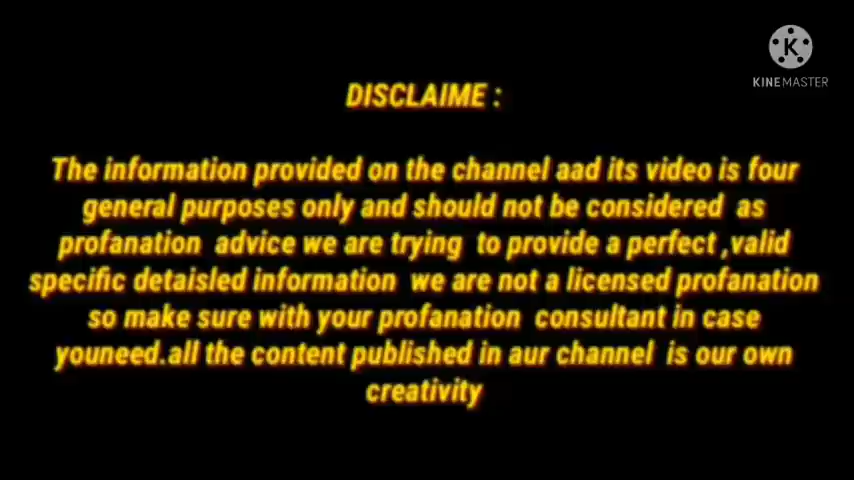 K
KINEMASTER
DISCLAIME :
The information provided on the channel aad its video is four
general purposes only and should not be considered as
profanation advice we are trying to provide a perfect ,valid
specific detaisled information we are not a licensed profanation
so make sure with your profanation consultant in case
youneed.all the content published in aur channel is our own
creativity